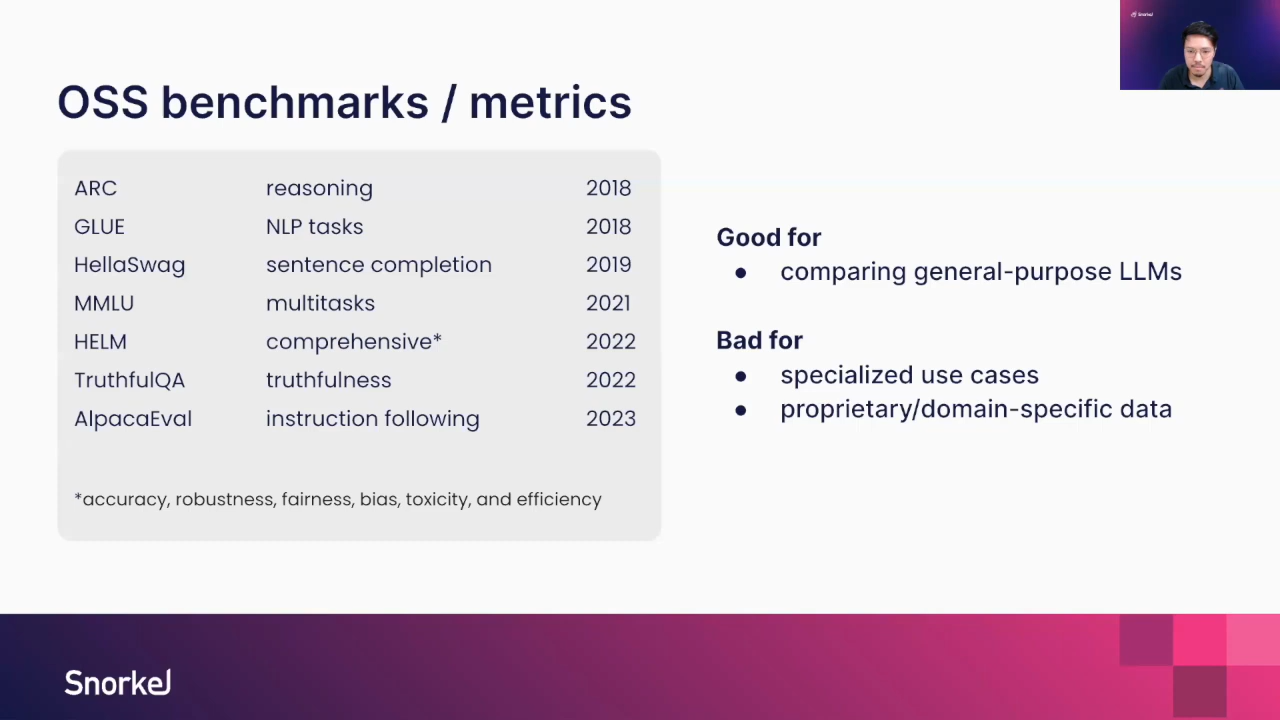 Snorkel
OSS benchmarks / metrics
ARC reasoning 2018
GLUE NLP tasks 2018
HellaSwag sentence completion 2019
MMLU multitasks 2021
HELM comprehensive* 2022
TruthfulQA truthfulness 2022
AlpacaEval instruction following 2023
*accuracy, robustness, fairness, bias, toxicity, and efficiency
Good for
● comparing general-purpose LLMs
Bad for
● specialized use cases
● proprietary/domain-specific data
Snorkel